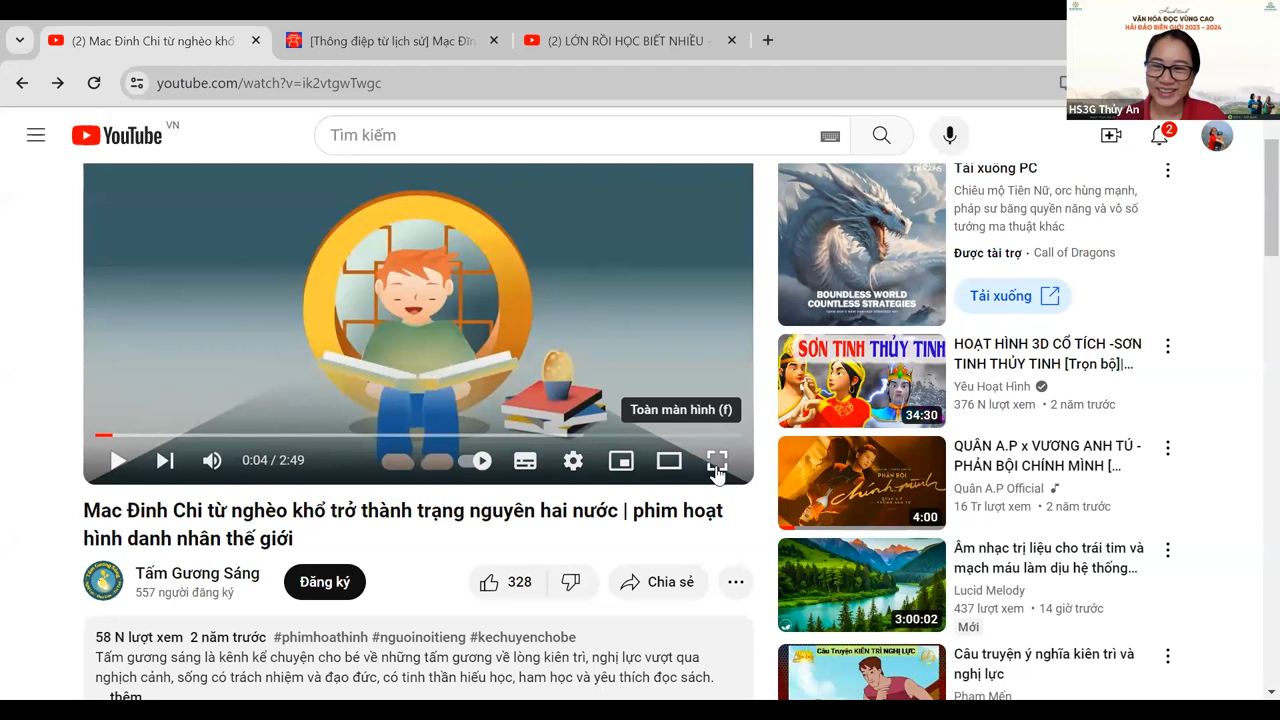 (2) Mạc Đĩnh Chi từ nghèo khổ
[Thông điệp từ lịch sử] Mạc
(2) ĐI RỒI HỌC BIẾT NHIỀU -
youtube.com/watch?v=ik2vtgwTwgc
VĂN HÓA ĐỌC VÙNG CAO
HẢI ĐẢO BIÊN GIỚI 2023 - 2024
HS3G Thủy An
YouTube VN
Tìm kiếm
2
Toàn màn hình (f)
0:04 / 2:49
Mạc Đĩnh Chi từ nghèo khổ trở thành trạng nguyên hai nước | phim hoạt
hình danh nhân thế giới
Tấm Gương Sáng
557 người đăng ký
Đăng ký
328
Chia sẻ
58 N lượt xem 2 năm trước #phimhoathinh #nguoinoitieng #kechuyenchobe
Tấm gương sáng là kênh kể chuyện cho bé về những tấm gương về lòng kiên trì, nghị lực vượt qua
nghịch cảnh, sống có trách nhiệm và đạo đức, có tinh thần hiếu học, ham học và yêu thích đọc sách.
...thêm
Tải xuống PC
Chiêu mộ Tiên Nữ, orc hùng mạnh,
pháp sư băng quyền năng và vô số
tướng ma thuật khác
Được tài trợ · Call of Dragons
Tải xuống
BOUNDLESS WORLD
COUNTLESS STRATEGIES
SƠN TINH THỦY TINH
34:30
HOẠT HÌNH 3D CỔ TÍCH -SƠN
TINH THỦY TINH [Trọn bộ]|...
Yêu Hoạt Hình
376 N lượt xem • 2 năm trước
PHẢN BỘI
chính mình
4:00
QUÂN A.P x VƯƠNG ANH TÚ -
PHẢN BỘI CHÍNH MÌNH [...
Quân A.P Official
16 Tr lượt xem • 2 năm trước
3:00:02
Âm nhạc trị liệu cho trái tim và
mạch máu làm dịu hệ thống...
Lucid Melody
437 lượt xem • 14 giờ trước
Mới
Câu Truyện KIÊN TRÌ NGHỊ LỰC
Câu truyện ý nghĩa kiên trì và
nghị lực
Phạm Mến